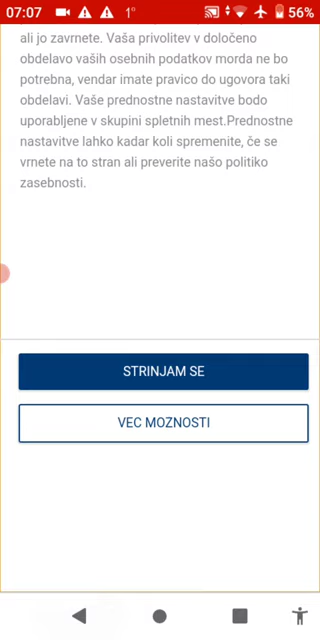 07:07 1° 56%
ali jo zavrnete. Vaša privolitev v določeno
obdelavo vaših osebnih podatkov morda ne bo
potrebna, vendar imate pravico do ugovora taki
obdelavi. Vaše prednostne nastavitve bodo
uporabljene v skupini spletnih mest.Prednostne
nastavitve lahko kadar koli spremenite, če se
vrnete na to stran ali preverite našo politiko
zasebnosti.
STRINJAM SE
VEC MOZNOSTI